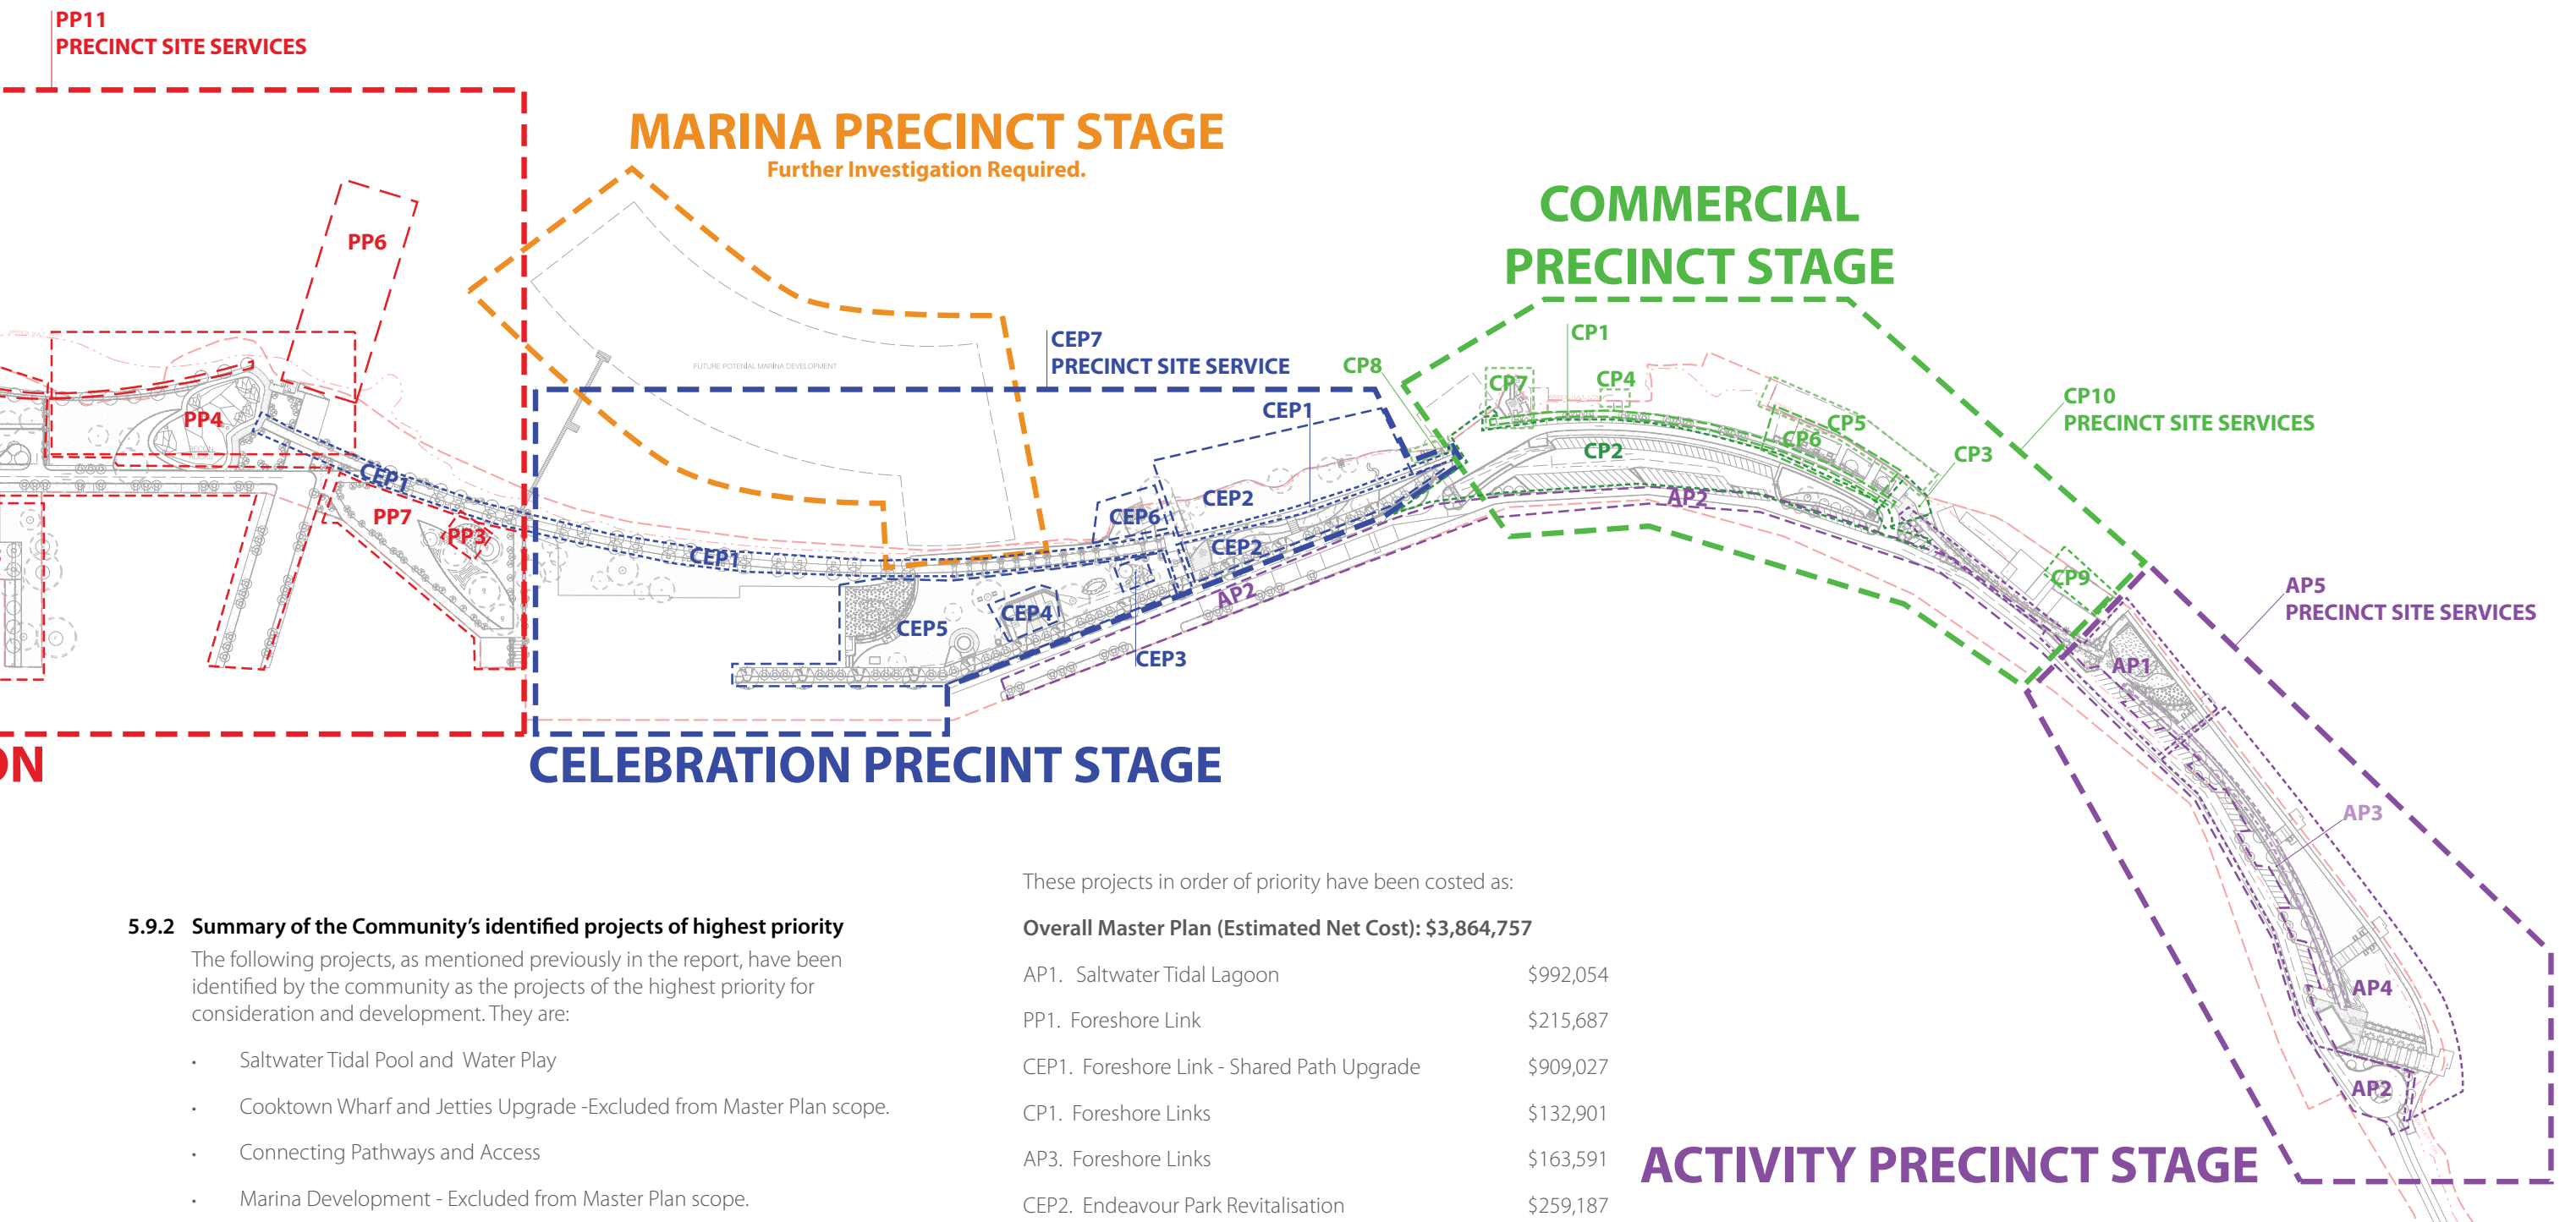 PP11
PRECINCT SITE SERVICES
MARINA PRECINCT STAGE
Further Investigation Required.
COMMERCIAL
PRECINCT STAGE
PP6
CEP7
PRECINCT SITE SERVICE
FUTURE POTENIAL MARINA DEVELOPMENT
CP8
CP1
CP7
CP4
CP10
PRECINCT SITE SERVICES
CEP1
CP5
CP6
CP3
PP4
CP2
CEP1
CEP2
AP2
PP7
CEP6
PP3
CEP2
CEP1
CP9
AP5
PRECINCT SITE SERVICES
AP2
CEP4
CEP5
CEP3
AP1
ON
CELEBRATION PRECINT STAGE
AP3
AP4
AP2
ACTIVITY PRECINCT STAGE
5.9.2 Summary of the Community's identified projects of highest priority
The following projects, as mentioned previously in the report, have been
identified by the community as the projects of the highest priority for
consideration and development. They are:
• Saltwater Tidal Pool and Water Play
• Cooktown Wharf and Jetties Upgrade -Excluded from Master Plan scope.
• Connecting Pathways and Access
• Marina Development - Excluded from Master Plan scope.
These projects in order of priority have been costed as:
Overall Master Plan (Estimated Net Cost): $3,864,757
AP1. Saltwater Tidal Lagoon $992,054
PP1. Foreshore Link $215,687
CEP1. Foreshore Link - Shared Path Upgrade $909,027
CP1. Foreshore Links $132,901
AP3. Foreshore Links $163,591
CEP2. Endeavour Park Revitalisation $259,187